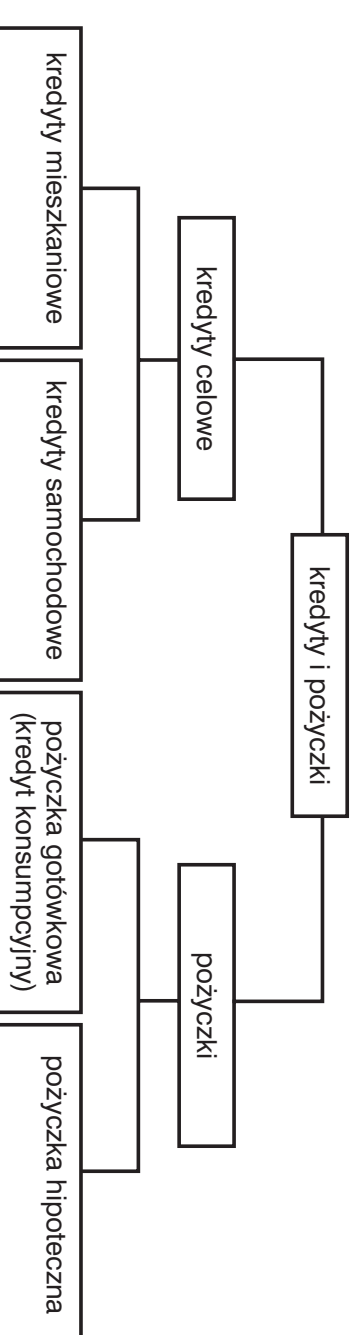 kredyty i pożyczki
kredyty celowe
pożyczki
kredyty mieszkaniowe
kredyty samochodowe
pożyczka gotówkowa
(kredyt konsumpcyjny)
pożyczka hipoteczna